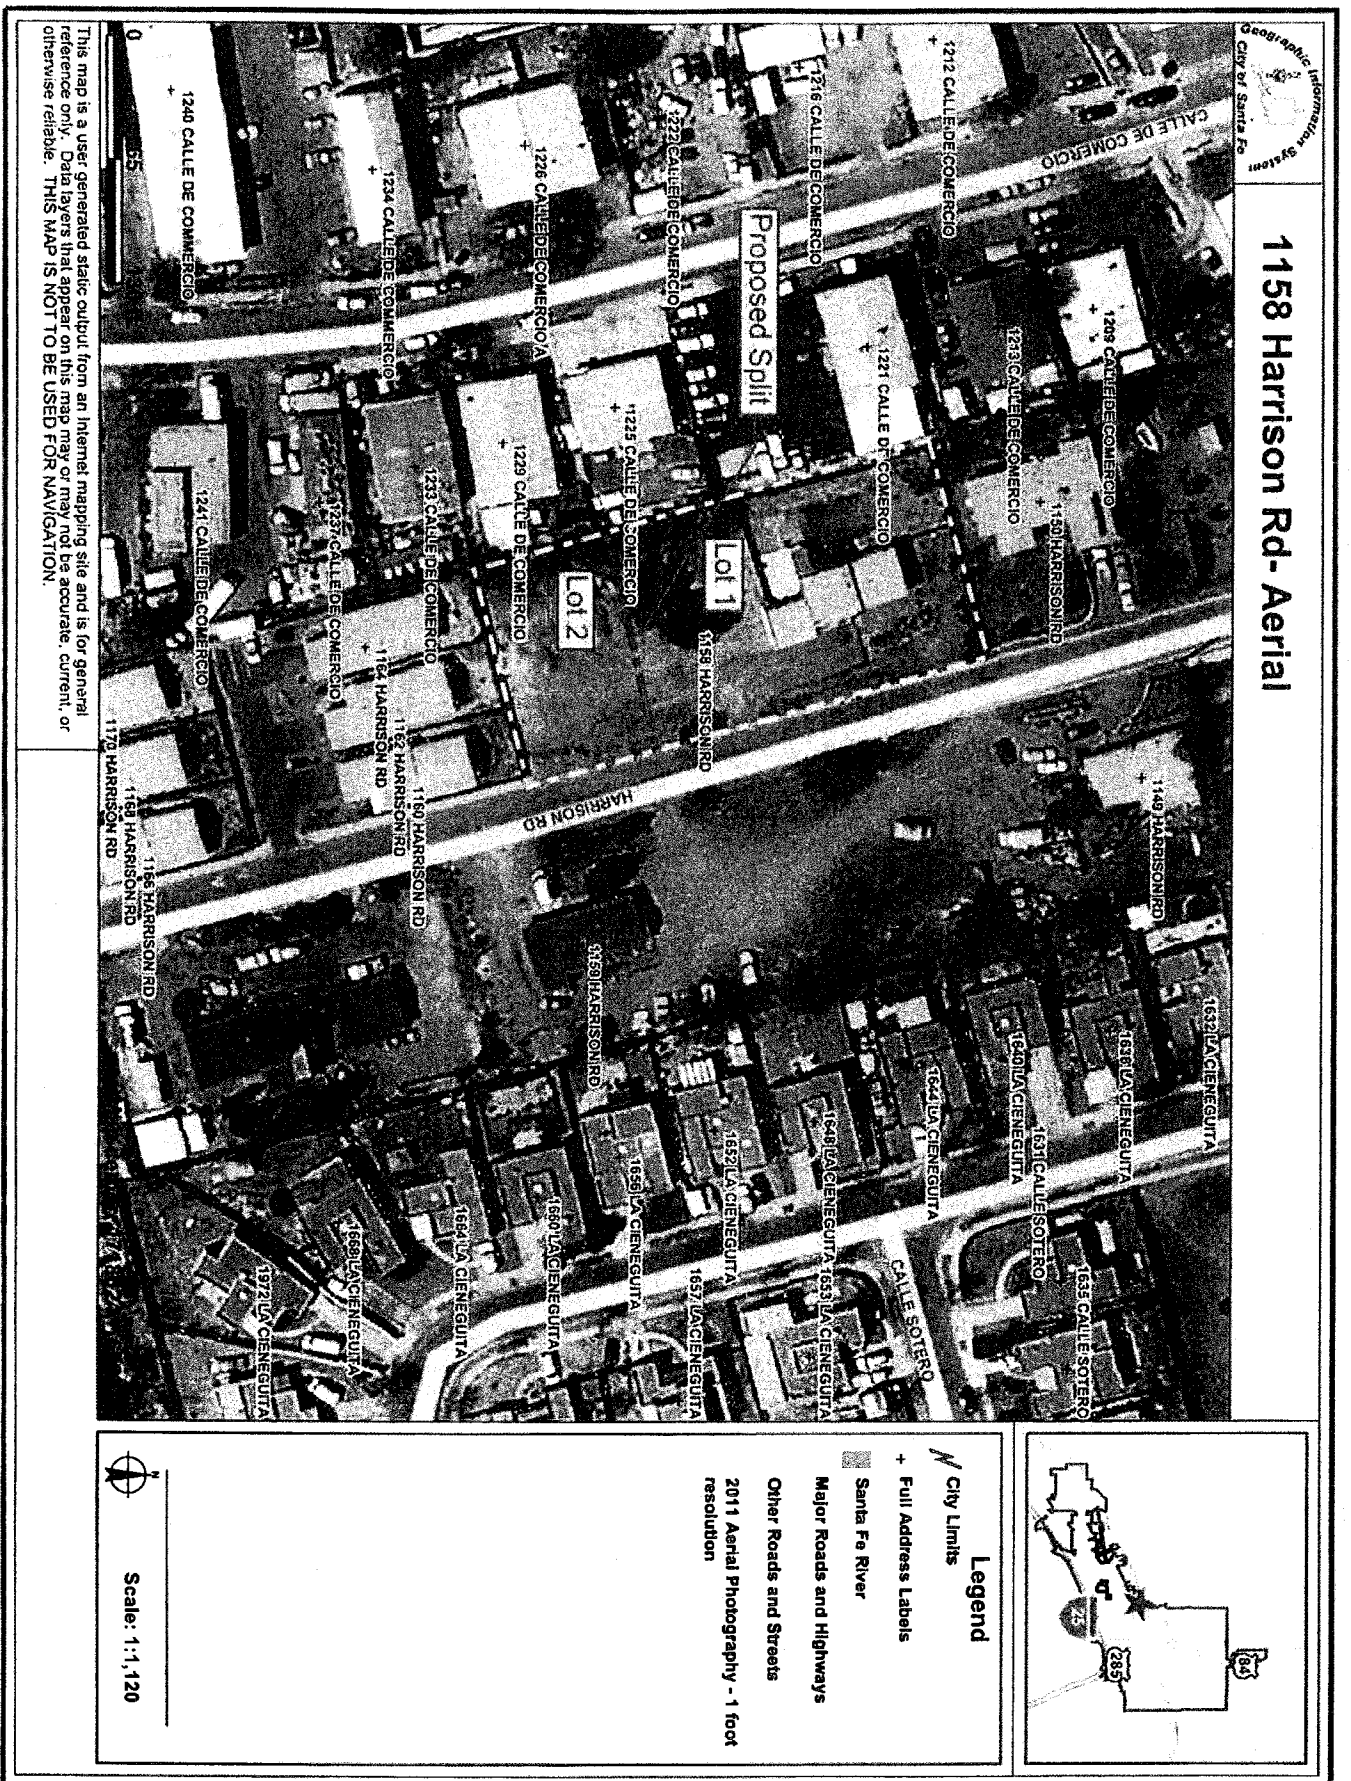 Geographic Information System
City of Santa Fe
1158 Harrison Rd- Aerial
CALLE DE COMERCIO
1212 CALLE DE COMERCIO
1216 CALLE DE COMERCIO
1222 CALLE DE COMERCIO
1226 CALLE DE COMERCIO A
1234 CALLE DE COMMERCIO
1240 CALLE DE COMMERCIO
0
65
Proposed Split
1209 CALLE DE COMERCIO
1213 CALLE DE COMERCIO
1221 CALLE DE COMERCIO
1225 CALLE DE COMERCIO
1229 CALLE DE COMERCIO
1233 CALLE DE COMERCIO
1237 CALLE DE COMERCIO
1241 CALLE DE COMERCIO
1150 HARRISON RD
Lot 1
Lot 2
1158 HARRISON RD
1164 HARRISON RD
1162 HARRISON RD
1160 HARRISON RD
1170 HARRISON RD
1168 HARRISON RD
1166 HARRISON RD
HARRISON RD
1149 HARRISON RD
1159 HARRISON RD
1632 LA CIENEGUITA
1636 LA CIENEGUITA
1640 LA CIENEGUITA
1644 LA CIENEGUITA
1648 LA CIENEGUITA
1652 LA CIENEGUITA
1656 LA CIENEGUITA
1660 LA CIENEGUITA
1664 LA CIENEGUITA
1668 LA CIENEGUITA
1972 LA CIENEGUITA
1631 CALLE SOTERO
1635 CALLE SOTERO
CALLE SOTERO
1653 LA CIENEGUITA
1657 LA CIENEGUITA
84
285
25
Legend
City Limits
Full Address Labels
Santa Fe River
Major Roads and Highways
Other Roads and Streets
2011 Aerial Photography - 1 foot
resolution
N
Scale: 1:1,120
This map is a user generated static output from an Internet mapping site and is for general
reference only. Data layers that appear on this map may or may not be accurate, current, or
otherwise reliable. THIS MAP IS NOT TO BE USED FOR NAVIGATION.